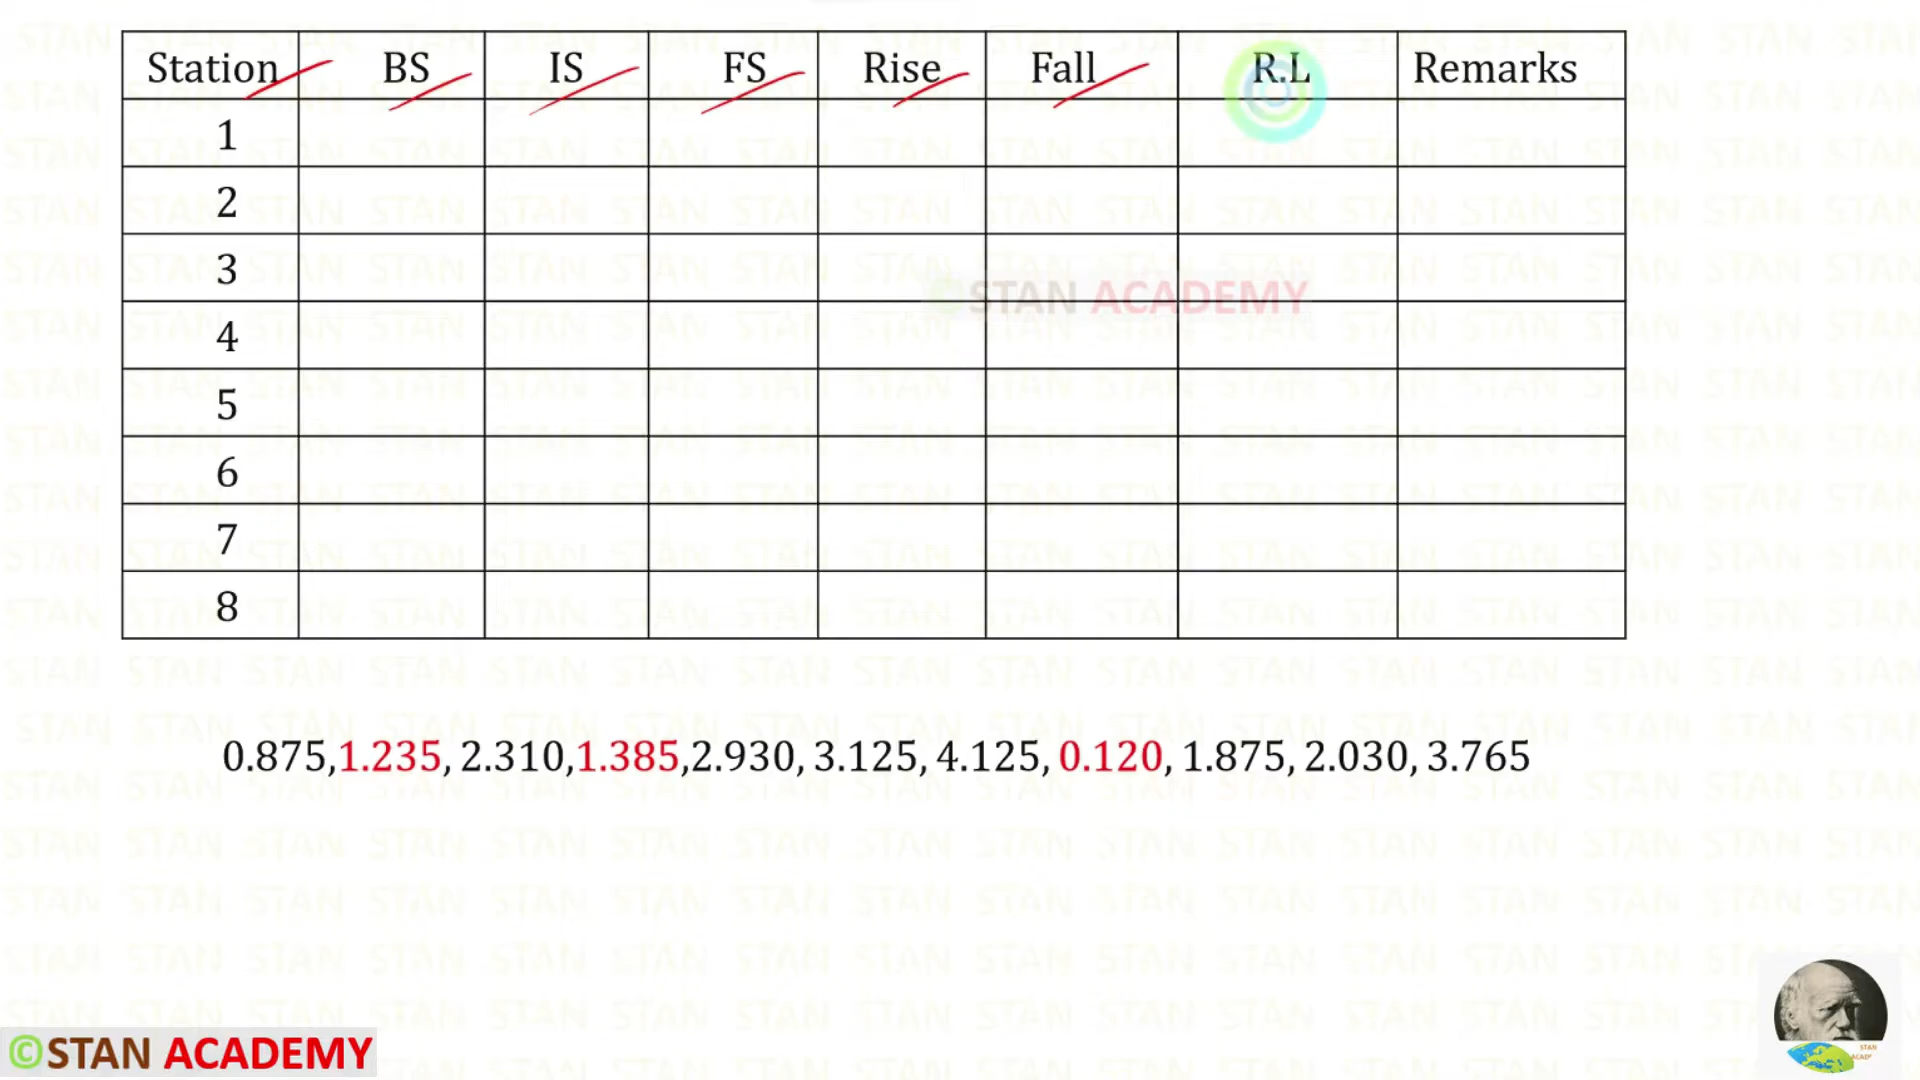 Station BS IS FS Rise Fall R.L Remarks
1
2
3
©STAN ACADEMY
4
5
6
7
8
0.875,1.235, 2.310,1.385,2.930, 3.125, 4.125, 0.120, 1.875, 2.030, 3.765
©STAN ACADEMY
STAN